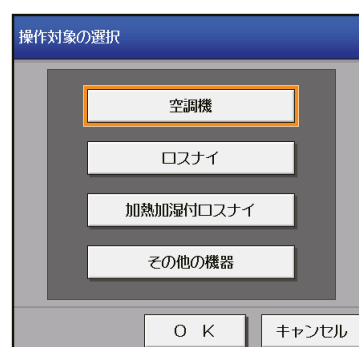 操作対象の選択
空調機
ロスナイ
加熱加湿付ロスナイ
その他の機器
O K
キャンセル